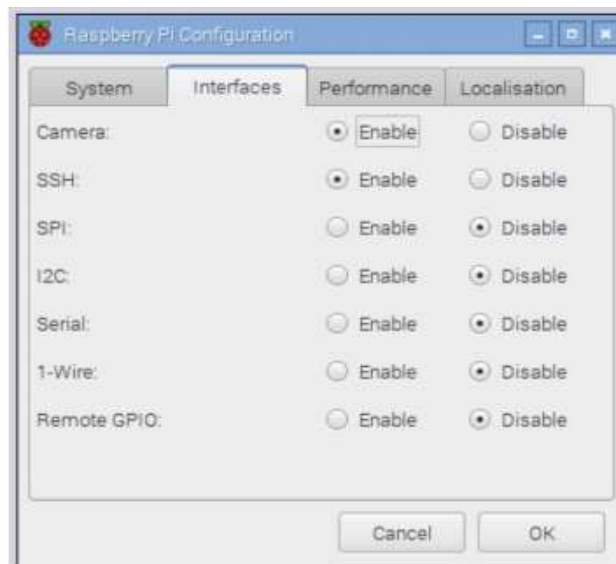 Raspberry Pi Configuration
System Interfaces Performance Localisation
Camera: Enable Disable
SSH: Enable Disable
SPI: Enable Disable
I2C: Enable Disable
Serial: Enable Disable
1-Wire: Enable Disable
Remote GPIO: Enable Disable
Cancel OK